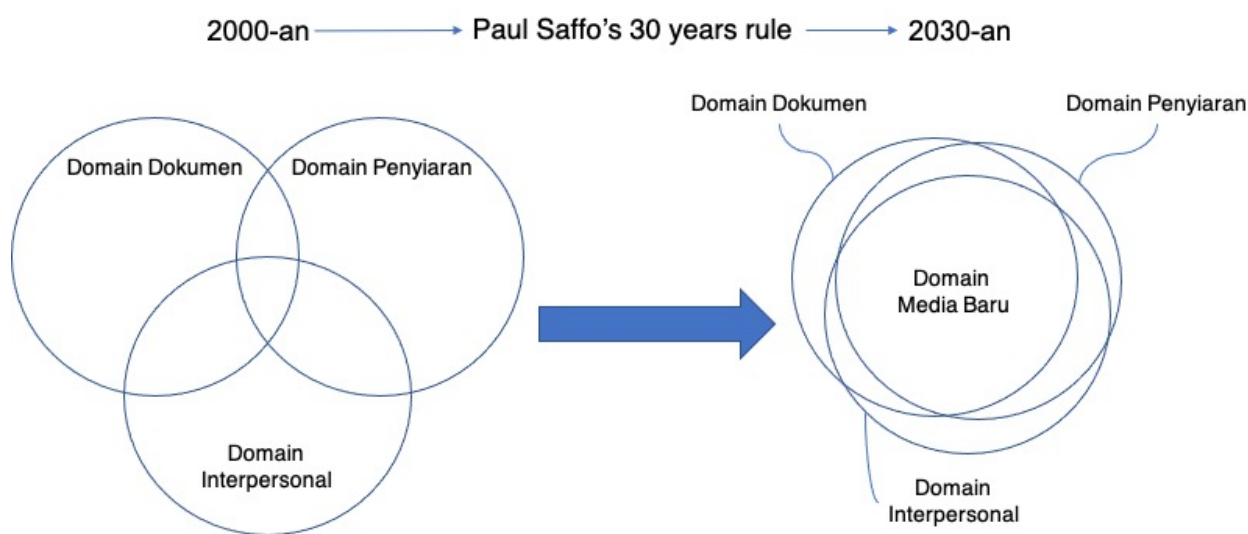 2000-an Paul Saffo's 30 years rule 2030-an
Domain Dokumen Domain Penyiaran
Domain
Interpersonal
Domain Dokumen Domain Penyiaran
Domain
Media Baru
Domain
Interpersonal